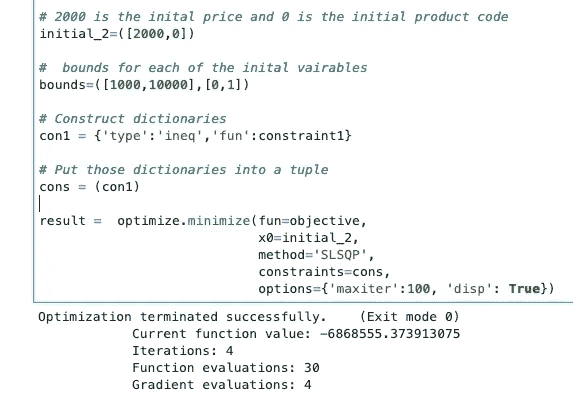 # 2000 is the inital price and 0 is the initial product code
initial_2=([2000,0])
#  bounds for each of the inital vairables
bounds=([1000,10000],[0,1])
# Construct dictionaries
con1 = {'type':'ineq','fun':constraint1}
# Put those dictionaries into a tuple
cons = (con1)
result =  optimize.minimize(fun=objective,
x0=initial_2,
method='SLSQP',
constraints=cons,
options={'maxiter':100, 'disp': True})
Optimization terminated successfully.    (Exit mode 0)
Current function value: -6868555.373913075
Iterations: 4
Function evaluations: 30
Gradient evaluations: 4